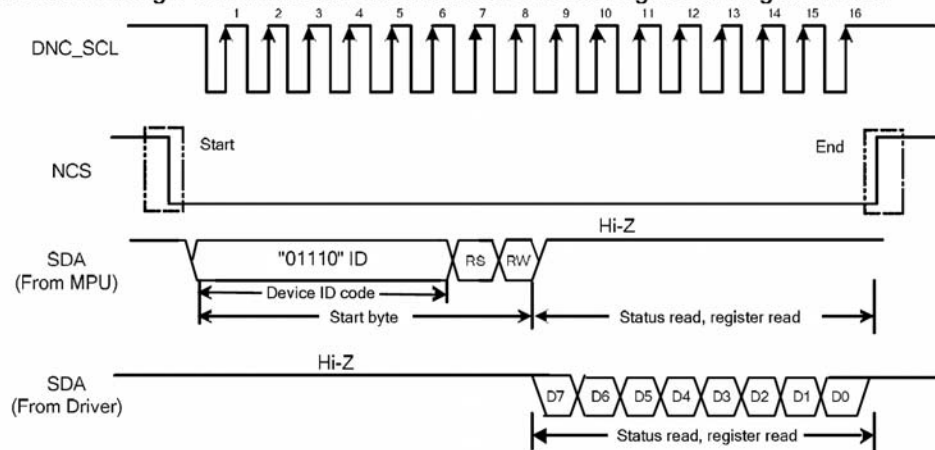 1 2 3 4 5 6 7 8 9 10 11 12 13 14 15 16
DNC_SCL
Start
End
NCS
Hi-Z
SDA
(From MPU)
"01110" ID
RS
RW
Device ID code
Start byte
Status read, register read
Hi-Z
SDA
(From Driver)
D7 D6 D5 D4 D3 D2 D1 D0
Status read, register read